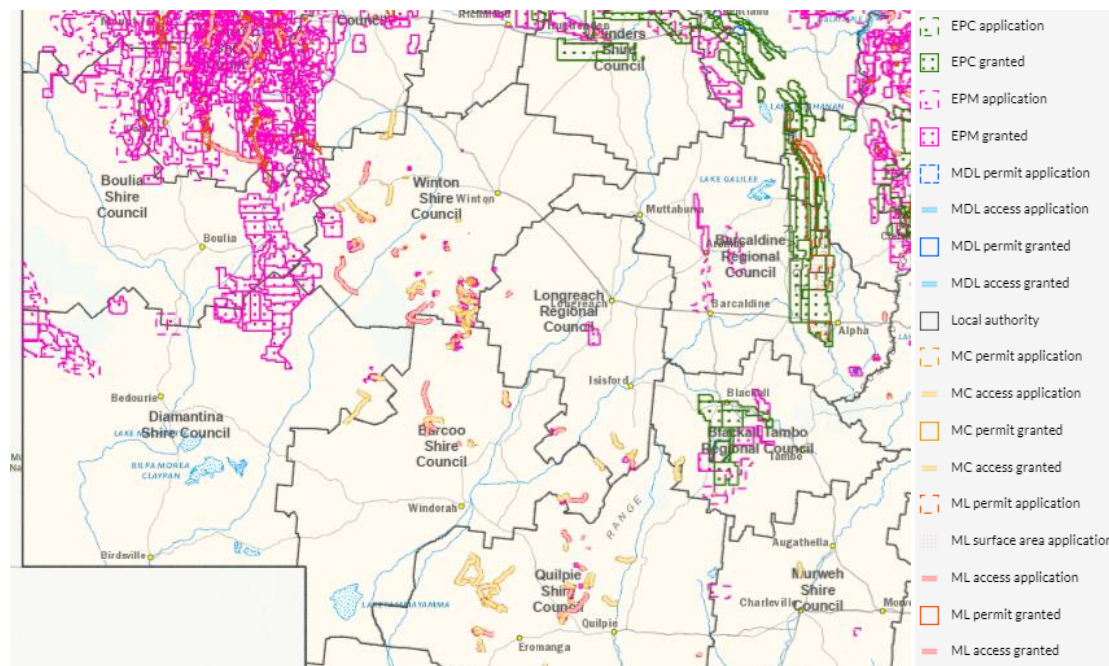 Council
Richmond
Flinders
Shire
Council
Boulia
Shire
Council
Boulia
Winton
Shire
Council
Winton
Muttaburra
LAKE GALILEE
Barcaldine
Regional
Council
Longreach
Regional
Council
Longreach
Barcaldine
Alpha
Isisford
Bedourie
Diamantina
Shire Council
BILPA MOREA
CLAYPAN
Barcoo
Shire
Council
Blackall
Blackall Tambo
Regional Council
Tambo
Windorah
RANGE
Birdsville
Augathella
Quilpie
Shire
Council
Murweh
Shire
Council
Charleville
Quilpie
Eromanga
EPC application
EPC granted
EPM application
EPM granted
MDL permit application
MDL access application
MDL permit granted
MDL access granted
Local authority
MC permit application
MC access application
MC permit granted
MC access granted
ML permit application
ML surface area application
ML access application
ML permit granted
ML access granted